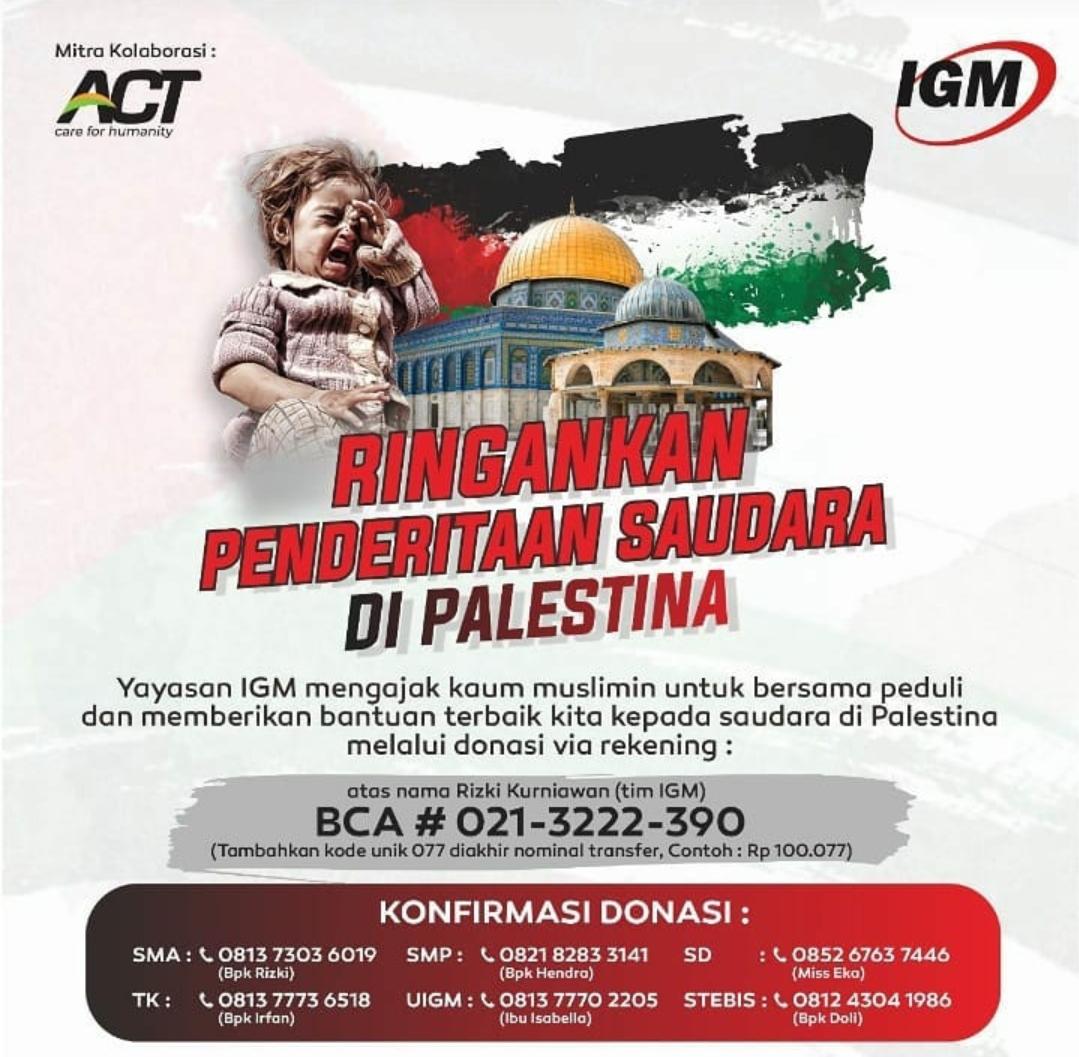 Mitra Kolaborasi :
ACT
care for humanity
IGM
RINGANKAN
PENDERITAAN SAUDARA
DI PALESTINA
Yayasan IGM mengajak kaum muslimin untuk bersama peduli
dan memberikan bantuan terbaik kita kepada saudara di Palestina
melalui donasi via rekening :
atas nama Rizki Kurniawan (tim IGM)
BCA # 021-3222-390
(Tambahkan kode unik 077 diakhir nominal transfer, Contoh : Rp 100.077)
KONFIRMASI DONASI :
SMA : 0813 7303 6019 SMP : 0821 8283 3141 SD : 0852 6763 7446
(Bpk Rizki) (Bpk Hendra) (Miss Eka)
TK : 0813 7773 6518 UIGM : 0813 7770 2205 STEBIS : 0812 4304 1986
(Bpk Irfan) (Ibu Isabella) (Bpk Doli)